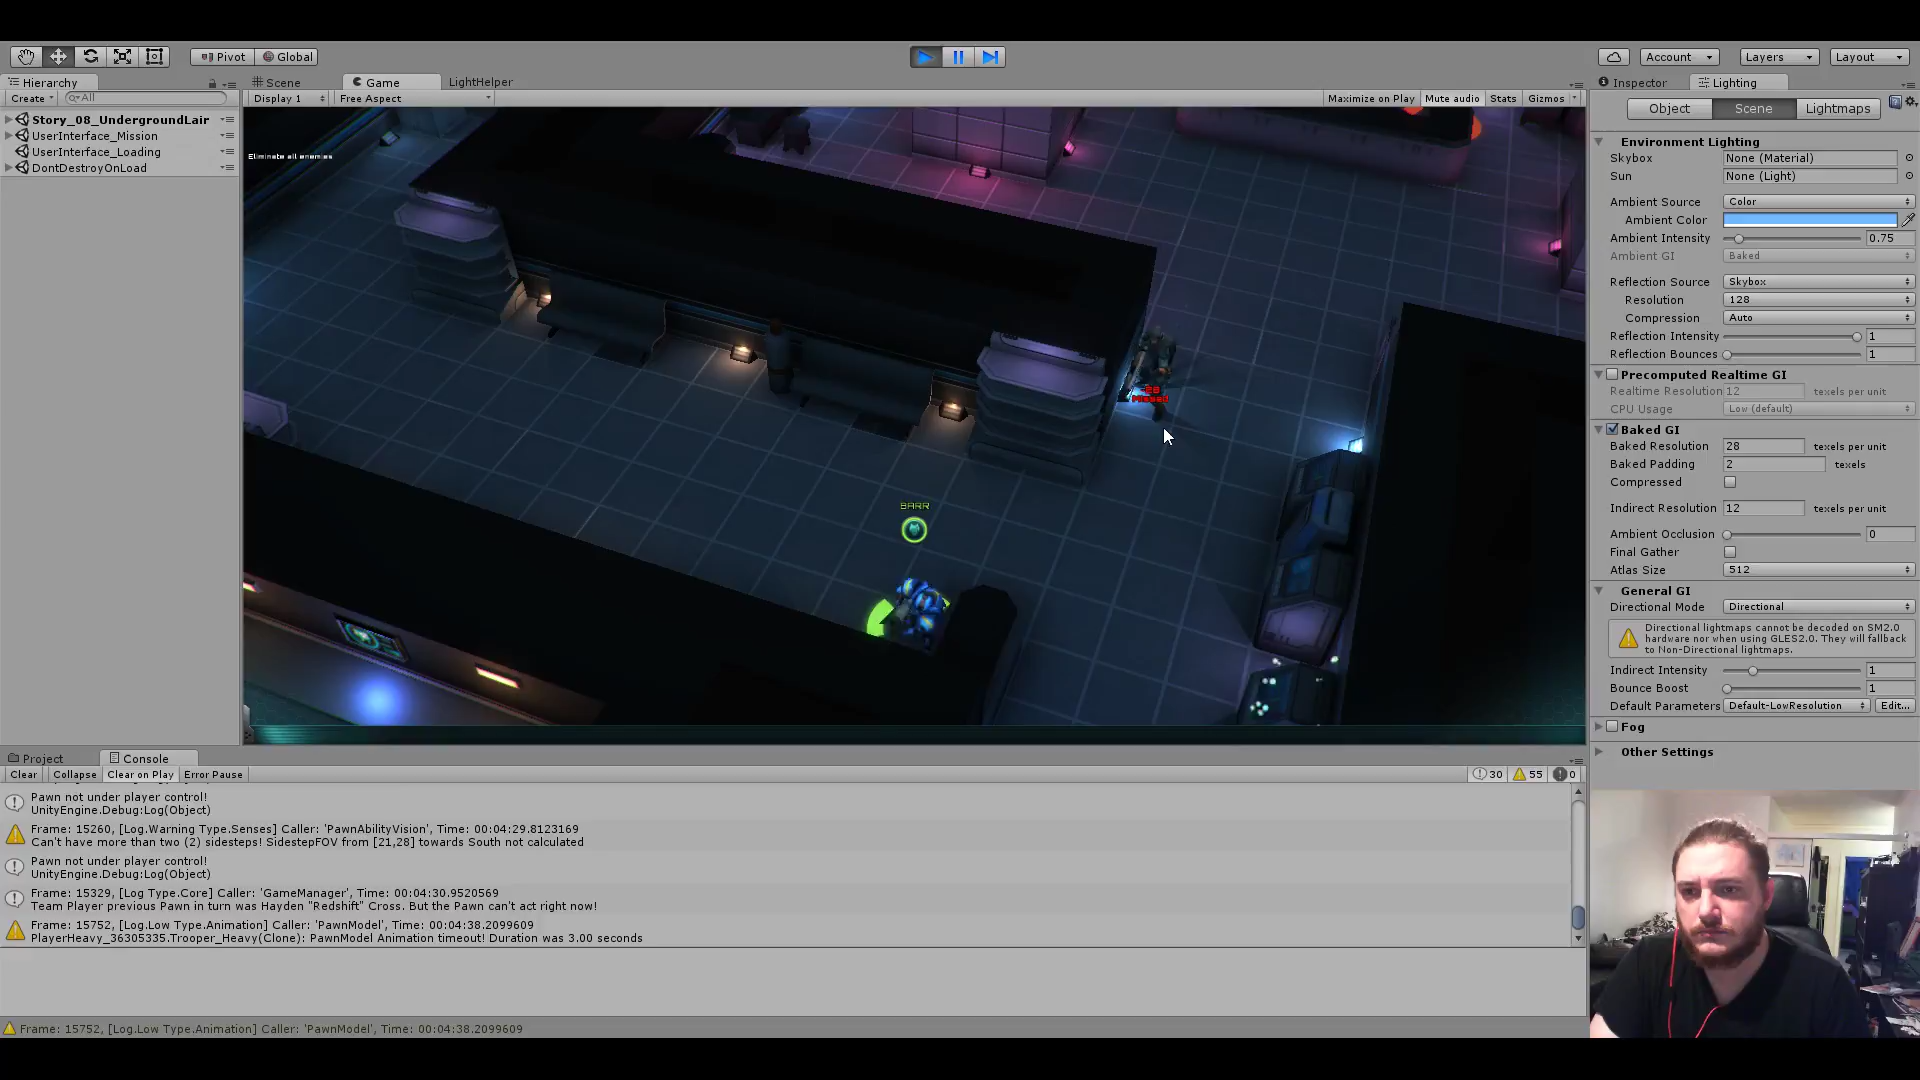 Pivot Global
Account Layers Layout
Hierarchy
Scene Game LightHelper
Inspector Lighting
Create All
Display 1 Free Aspect
Maximize on Play Mute audio Stats Gizmos
Object Scene Lightmaps
Story_08_UndergroundLair
UserInterface_Mission
UserInterface_Loading
DontDestroyOnLoad
Eliminate all enemies
-28
Missed
BARR
Environment Lighting
Skybox None (Material)
Sun None (Light)
Ambient Source Color
Ambient Color
Ambient Intensity 0.75
Ambient GI Baked
Reflection Source Skybox
Resolution 128
Compression Auto
Reflection Intensity 1
Reflection Bounces 1
Precomputed Realtime GI
Realtime Resolution 12 texels per unit
CPU Usage Low (default)
Baked GI
Baked Resolution 28 texels per unit
Baked Padding 2 texels
Compressed
Indirect Resolution 12 texels per unit
Ambient Occlusion 0
Final Gather
Atlas Size 512
General GI
Directional Mode Directional
Directional lightmaps cannot be decoded on SM2.0
hardware nor when using GLES2.0. They will fallback
to Non-Directional lightmaps.
Indirect Intensity 1
Bounce Boost 1
Default Parameters Default-LowResolution Edit...
Fog
Other Settings
Project Console
Clear Collapse Clear on Play Error Pause
30 55 0
Pawn not under player control!
UnityEngine.Debug:Log(Object)
Frame: 15260, [Log.Warning Type.Senses] Caller: 'PawnAbilityVision', Time: 00:04:29.8123169
Can't have more than two (2) sidesteps! SidestepFOV from [21,28] towards South not calculated
Pawn not under player control!
UnityEngine.Debug:Log(Object)
Frame: 15329, [Log Type.Core] Caller: 'GameManager', Time: 00:04:30.9520569
Team Player previous Pawn in turn was Hayden "Redshift" Cross. But the Pawn can't act right now!
Frame: 15752, [Log.Low Type.Animation] Caller: 'PawnModel', Time: 00:04:38.2099609
PlayerHeavy_36305335.Trooper_Heavy(Clone): PawnModel Animation timeout! Duration was 3.00 seconds
Frame: 15752, [Log.Low Type.Animation] Caller: 'PawnModel', Time: 00:04:38.2099609